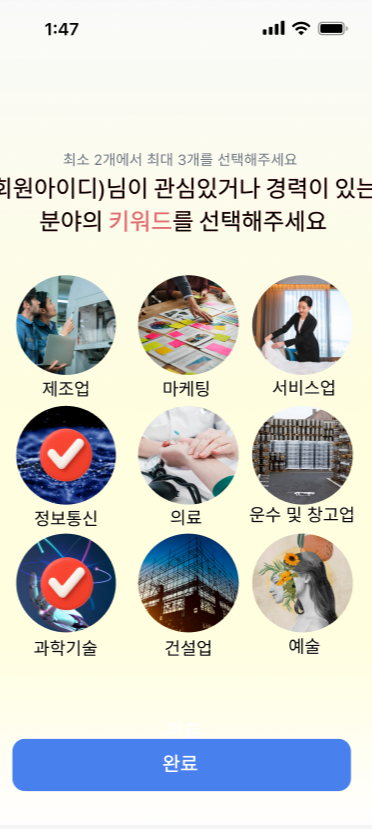 1:47
최소 2개에서 최대 3개를 선택해주세요
회원아이디)님이 관심있거나 경력이 있는
분야의 키워드를 선택해주세요
제조업 마케팅 서비스업
정보통신 의료 운수 및 창고업
과학기술 건설업 예술
완료